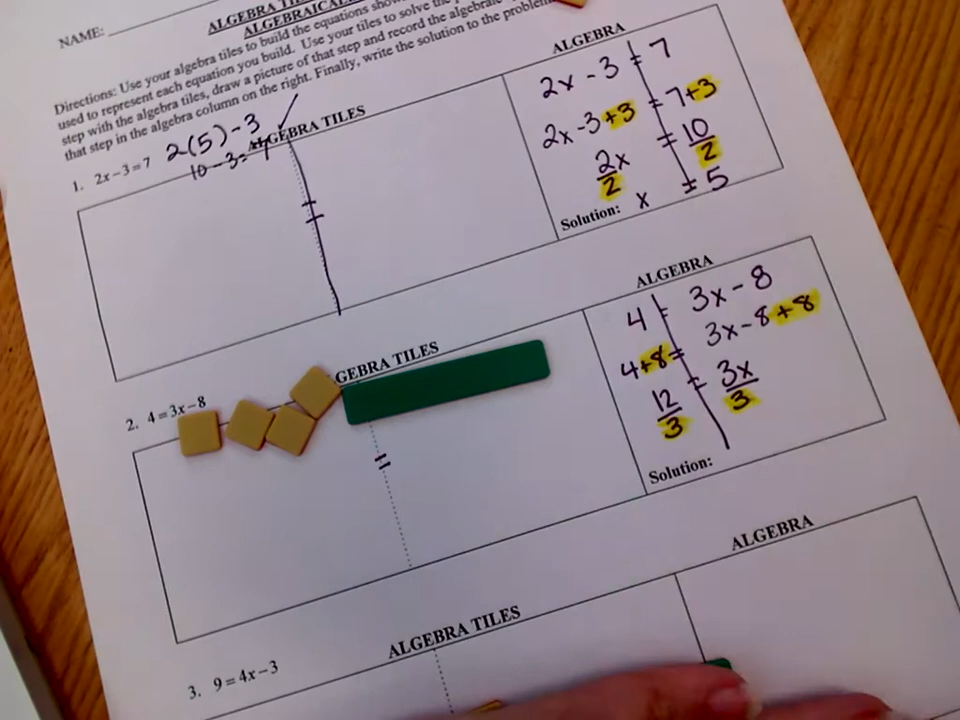 NAME:
ALGEBRA
ALGEBRAICAL
Directions: Use your algebra tiles to build the equations
used to represent each equation you build. Use your tiles to solve the
step with the algebra tiles, draw a picture of that step and record the algebraic
that step in the algebra column on the right. Finally, write the solution to the problem
1. 2x – 3 = 7
2(5) - 3
10 - 3 =
ALGEBRA TILES
=
ALGEBRA
2x - 3 = 7
2x - 3 + 3 = 7 + 3
2x/2 = 10/2
Solution: x = 5
2. 4 = 3x – 8
GEBRA TILES
=
ALGEBRA
4 = 3x - 8
4 + 8 = 3x - 8 + 8
12/3 = 3x/3
Solution:
3. 9 = 4x – 3
ALGEBRA TILES
ALGEBRA